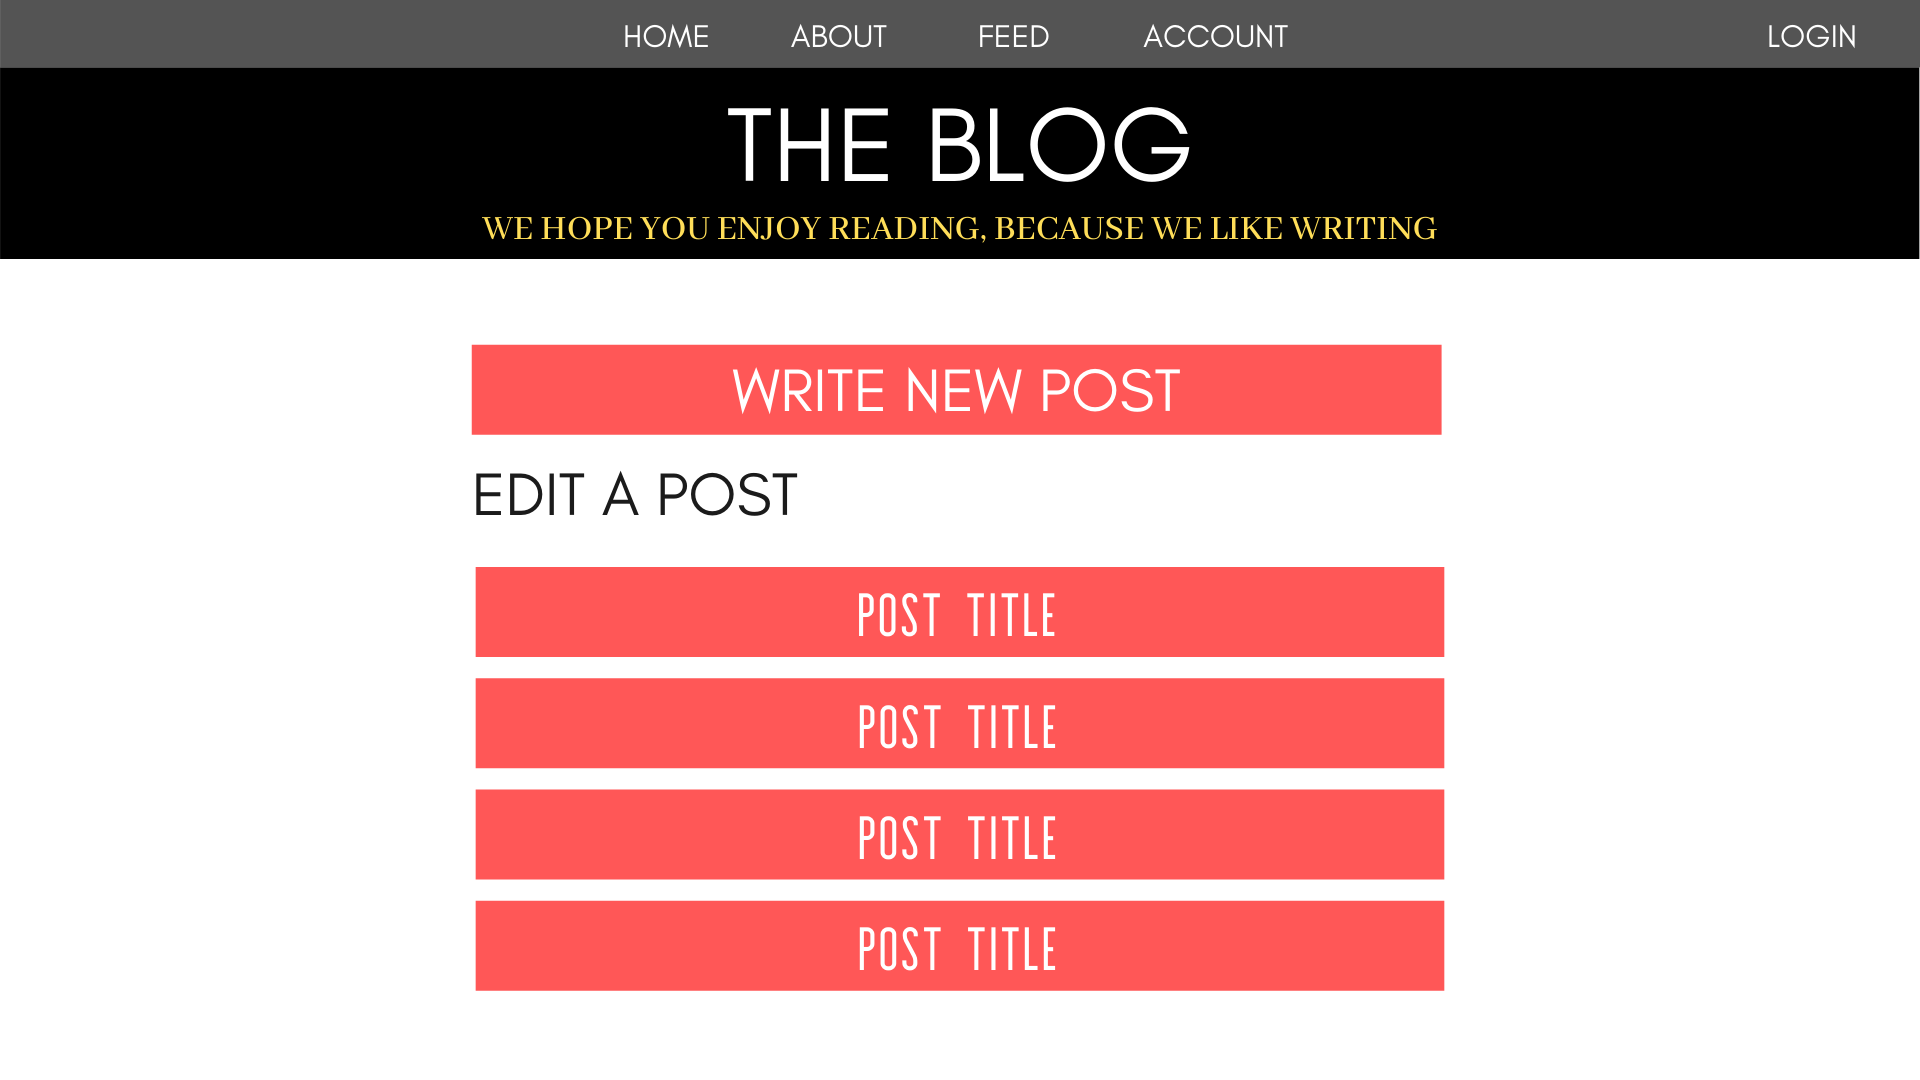 HOME ABOUT FEED ACCOUNT LOGIN
THE BLOG
WE HOPE YOU ENJOY READING, BECAUSE WE LIKE WRITING
WRITE NEW POST
EDIT A POST
POST TITLE
POST TITLE
POST TITLE
POST TITLE